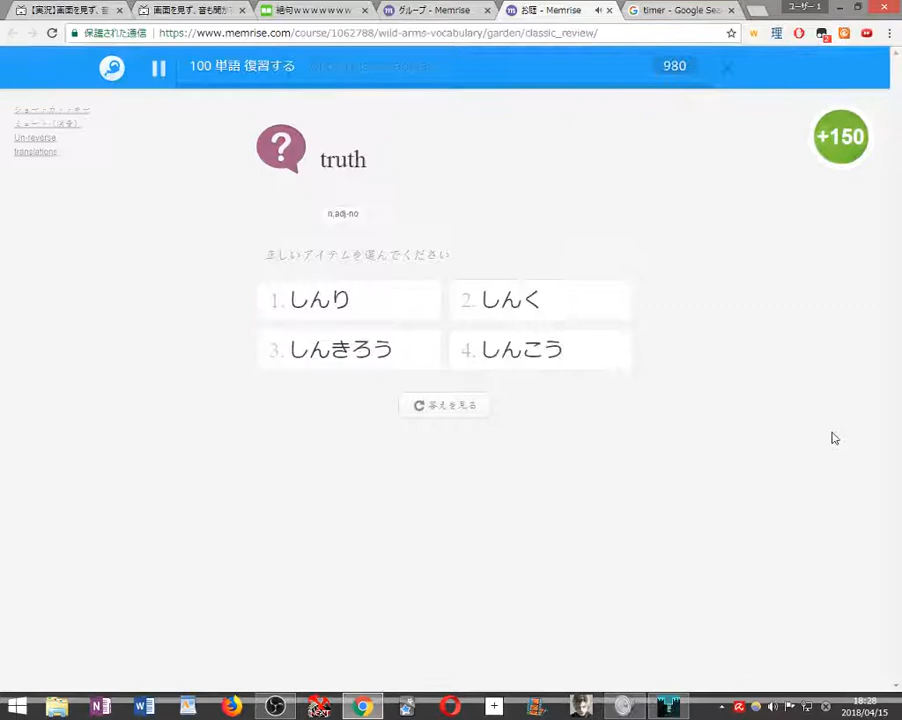 【実況】画面を見ず、音
画面を見ず、音も聞か
絶句ｗｗｗｗｗｗｗ
グループ - Memrise
お庭 - Memrise
timer - Google Sea
ユーザー 1
保護された通信
https://www.memrise.com/course/1062788/wild-arms-vocabulary/garden/classic_review/
100 単語 復習する
980
Un-reverse
translations
+150
?
truth
n,adj-no
正しいアイテムを選んでください
1. しんり
2. しんく
3. しんきろう
4. しんこう
答えを見る
18:28
2018/04/15